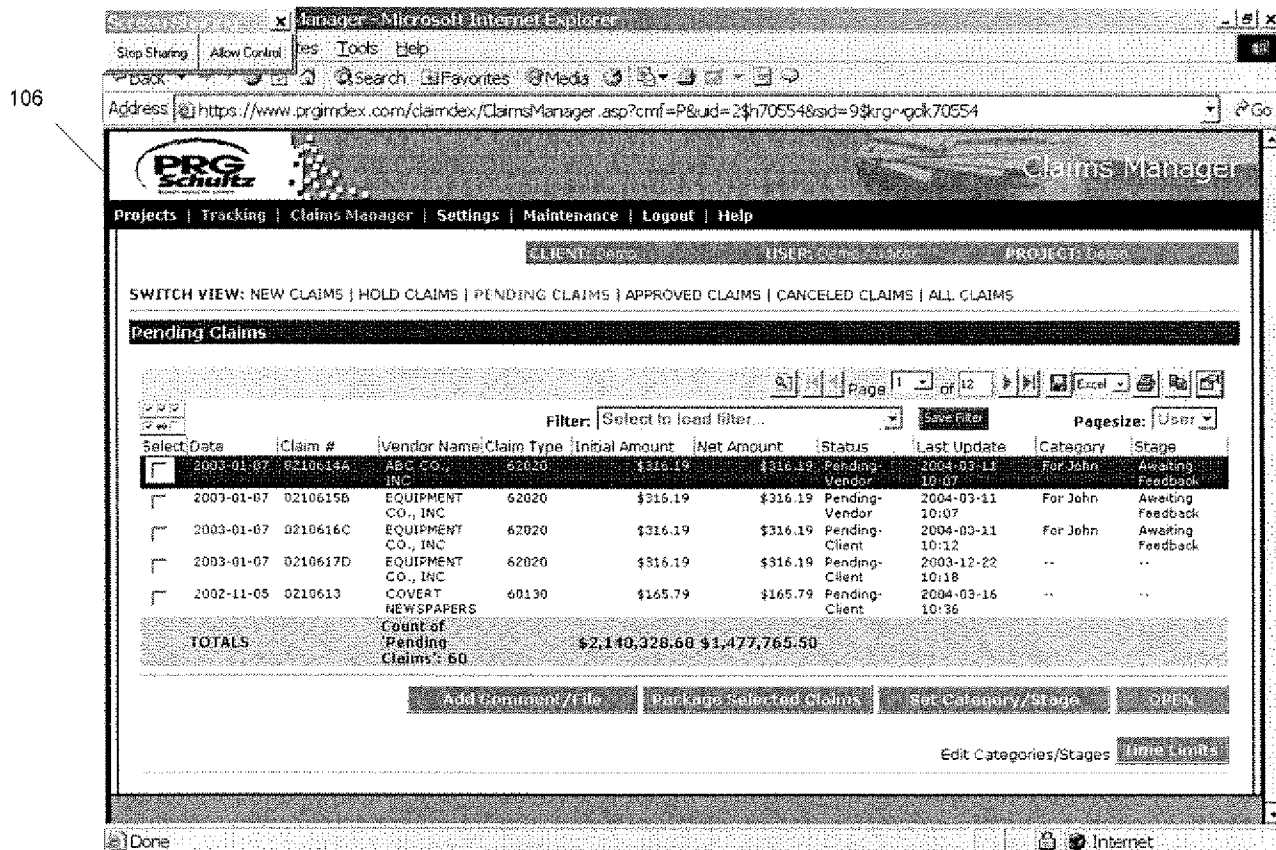 Screen Sharing
Manager - Microsoft Internet Explorer
Stop Sharing Allow Control
Tools Help
Back Search Favorites Media
106
Address https://www.prgimdex.com/claimdex/ClaimsManager.asp?cmf=P&uid=2$h70554&sid=9$krg~gdk70554 Go
PRG
Schultz
Claims Manager
Projects | Tracking | Claims Manager | Settings | Maintenance | Logout | Help
CLIENT: Demo USER: PROJECT: Demo
SWITCH VIEW: NEW CLAIMS | HOLD CLAIMS | PENDING CLAIMS | APPROVED CLAIMS | CANCELED CLAIMS | ALL CLAIMS
Pending Claims
Page 1 of 12 Excel
Filter: Select to load filter... Save Filter Pagesize: User
Select Date Claim # Vendor Name Claim Type Initial Amount Net Amount Status Last Update Category Stage
2003-01-07 0210614A ABC CO., INC 62020 $316.19 $316.19 Pending-Vendor 2004-03-11 10:07 For John Awaiting Feedback
2003-01-07 0210615B EQUIPMENT CO., INC 62020 $316.19 $316.19 Pending-Vendor 2004-03-11 10:07 For John Awaiting Feedback
2003-01-07 0210616C EQUIPMENT CO., INC 62020 $316.19 $316.19 Pending-Client 2004-03-11 10:12 For John Awaiting Feedback
2003-01-07 0210617D EQUIPMENT CO., INC 62020 $316.19 $316.19 Pending-Client 2003-12-22 10:18 -- --
2002-11-05 0210613 COVERT NEWSPAPERS 60130 $165.79 $165.79 Pending-Client 2004-03-16 10:36 -- --
TOTALS Count of 'Pending Claims': 60 $2,140,328.60 $1,477,765.50
Add Comment/File Package Selected Claims Set Category/Stage OPEN
Edit Categories/Stages Time Limits
Done Internet